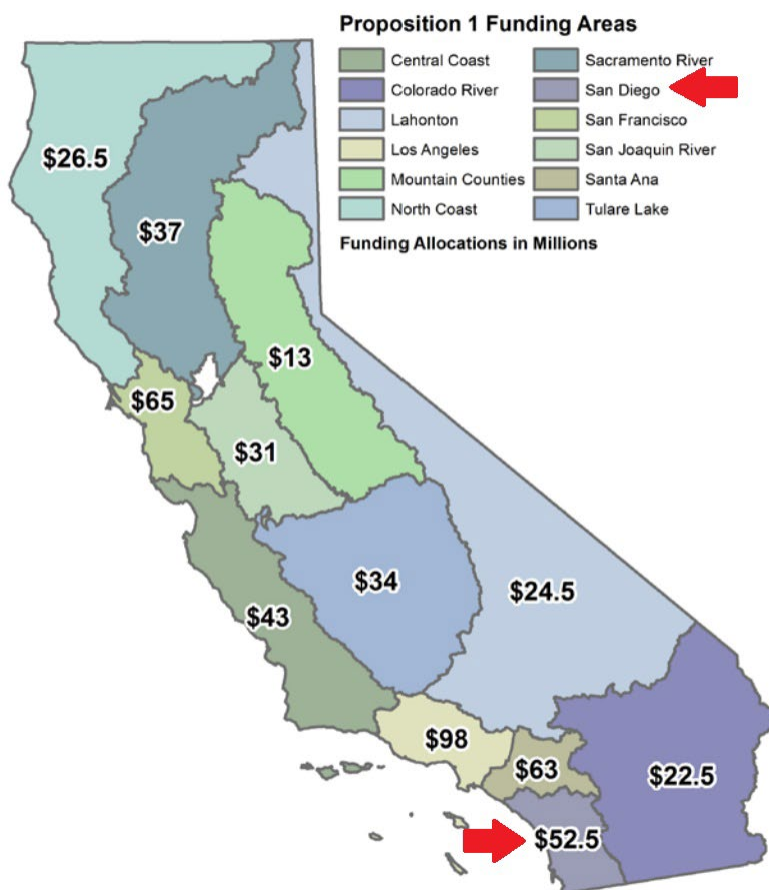 Proposition 1 Funding Areas
Central Coast
Colorado River
Lahonton
Los Angeles
Mountain Counties
North Coast
Sacramento River
San Diego
San Francisco
San Joaquin River
Santa Ana
Tulare Lake
Funding Allocations in Millions
$26.5
$37
$13
$65
$31
$34
$24.5
$43
$98
$63
$22.5
$52.5